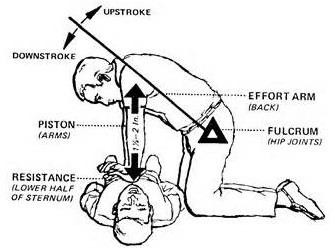 UPSTROKE
DOWNSTROKE
EFFORT ARM
(BACK)
PISTON
(ARMS)
1½–2 In.
FULCRUM
(HIP JOINTS)
RESISTANCE
(LOWER HALF
OF STERNUM)